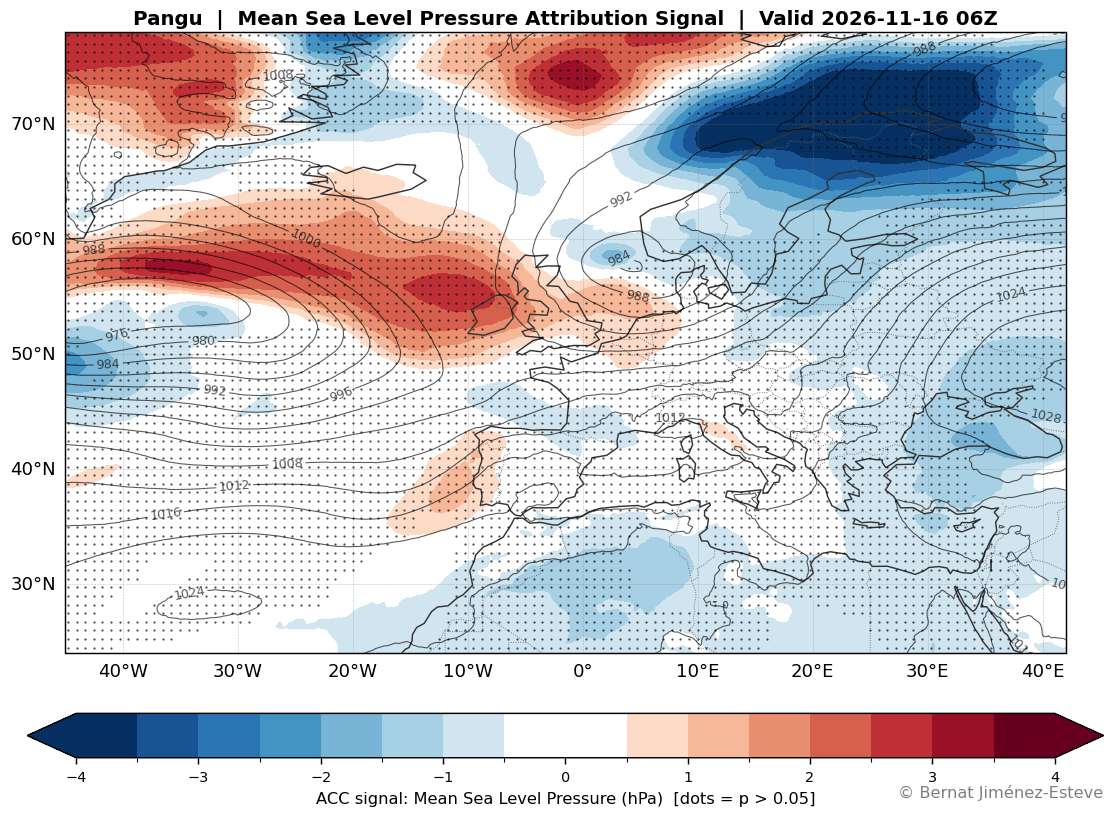 Pangu | Mean Sea Level Pressure Attribution Signal | Valid 2026-11-16 06Z
988
1008
70°N
992
60°N
988
1000
984
988
1024
976
980
50°N
984
992
996
1028
1012
40°N
1008
1012
1016
30°N
1024
40°W 30°W 20°W 10°W 0° 10°E 20°E 30°E 40°E
−4 −3 −2 −1 0 1 2 3 4
ACC signal: Mean Sea Level Pressure (hPa) [dots = p > 0.05]
© Bernat Jiménez-Esteve